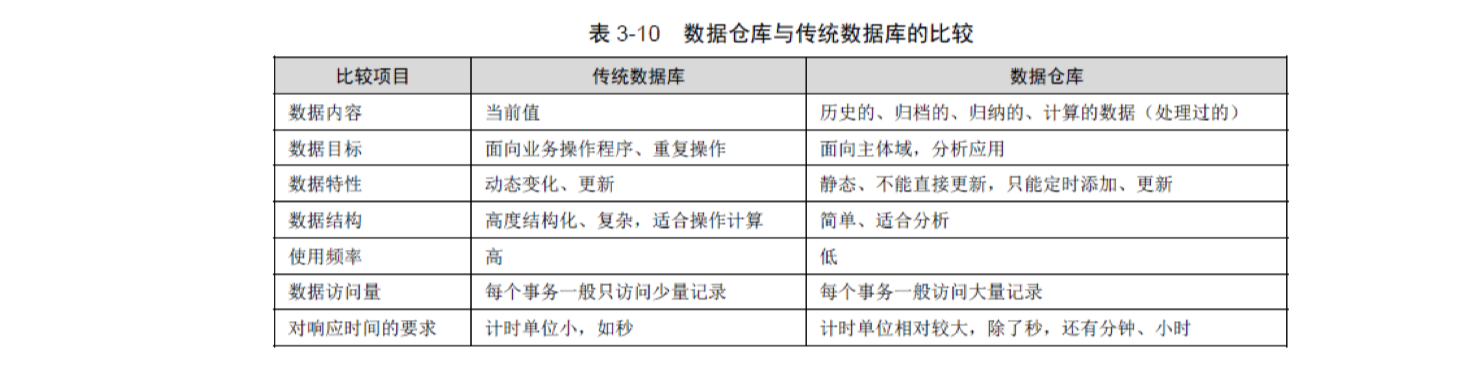 表 3-10 数据仓库与传统数据库的比较
比较项目 传统数据库 数据仓库
数据内容 当前值 历史的、归档的、归纳的、计算的数据（处理过的）
数据目标 面向业务操作程序、重复操作 面向主体域，分析应用
数据特性 动态变化、更新 静态、不能直接更新，只能定时添加、更新
数据结构 高度结构化、复杂，适合操作计算 简单、适合分析
使用频率 高 低
数据访问量 每个事务一般只访问少量记录 每个事务一般访问大量记录
对响应时间的要求 计时单位小，如秒 计时单位相对较大，除了秒，还有分钟、小时